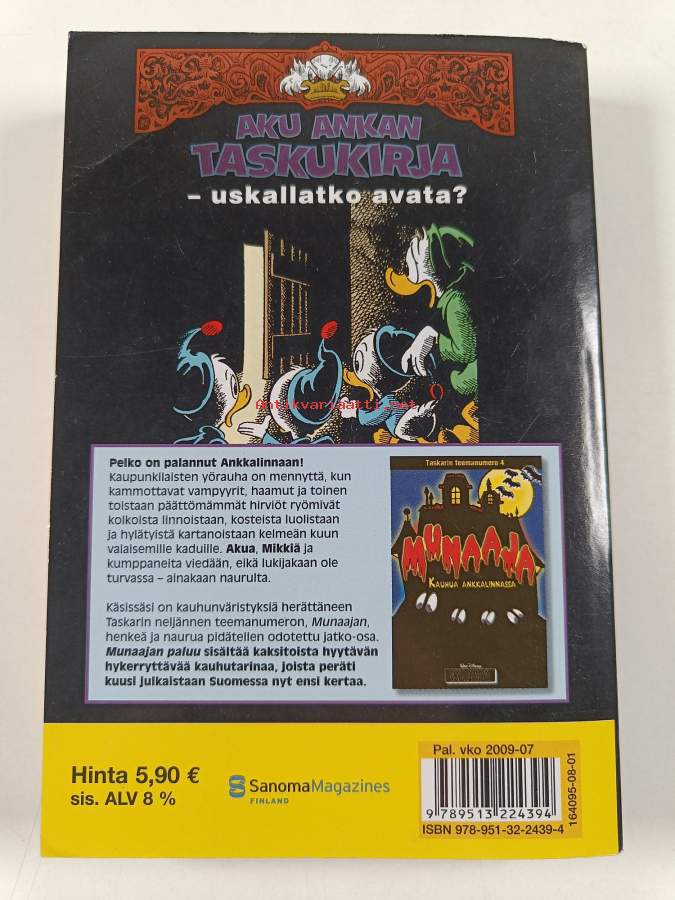 AKU ANKAN
TASKUKIRJA
– uskallatko avata?
Antikvariaatti.net
Pelko on palannut Ankkalinnaan!
Kaupunkilaisten yörauha on mennyttä, kun
kammottavat vampyyrit, haamut ja toinen
toistaan päättömämmät hirviöt ryömivät
kolkoista linnoistaan, kosteista luolistaan
ja hylätyistä kartanoistaan kelmeän kuun
valaisemille kaduille. Akua, Mikkiä ja
kumppaneita viedään, eikä lukijakaan ole
turvassa – ainakaan naurulta.
Käsissäsi on kauhunväristyksiä herättäneen
Taskarin neljännen teemanumeron, Munaajan,
henkeä ja naurua pidätellen odotettu jatko-osa.
Munaajan paluu sisältää kaksitoista hyytävän
hykerryttävää kauhutarinaa, joista peräti
kuusi julkaistaan Suomessa nyt ensi kertaa.
Taskarin teemanumero 4
MUNAAJA
KAUHUA ANKKALINNASSA
Hinta 5,90 €
sis. ALV 8 %
SanomaMagazines
FINLAND
Pal. vko 2009-07
9 789513 224394
ISBN 978-951-32-2439-4
164095-08-01